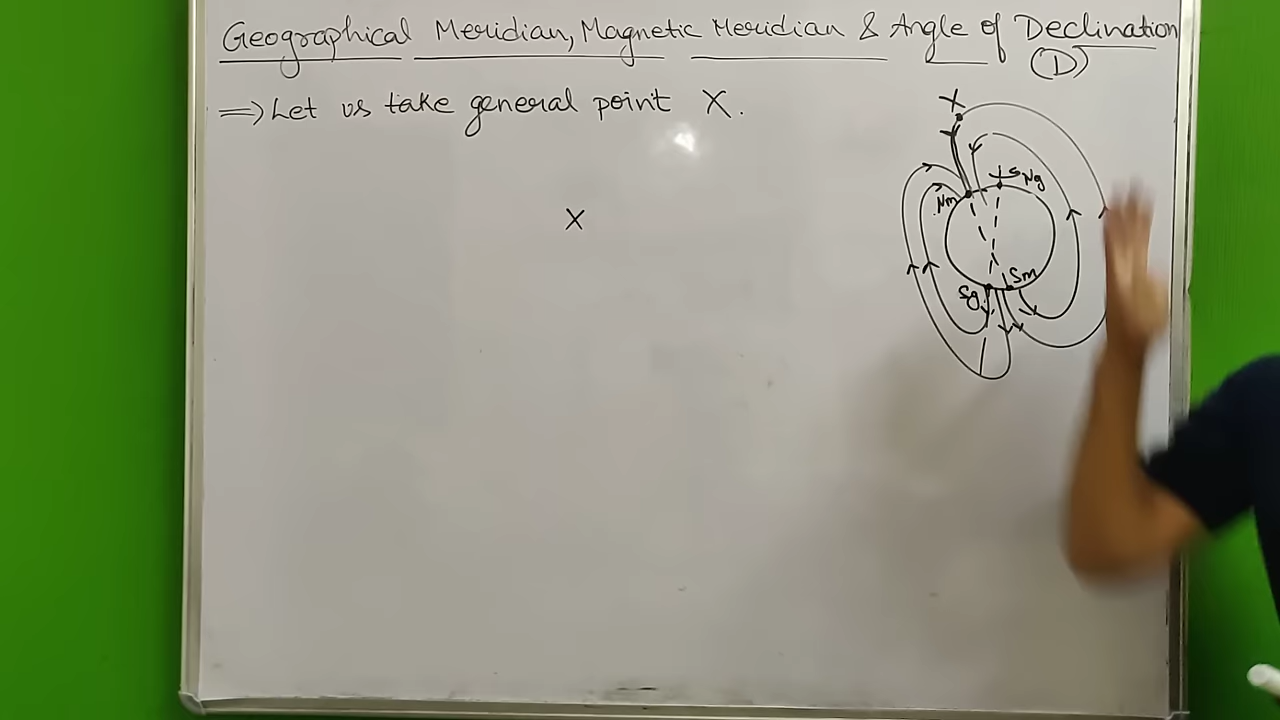 Geographical Meridian, Magnetic Meridian & Angle of Declination
(D)
⇒ Let us take general point X.
X
X
Ng
Nm
Sm
Sg